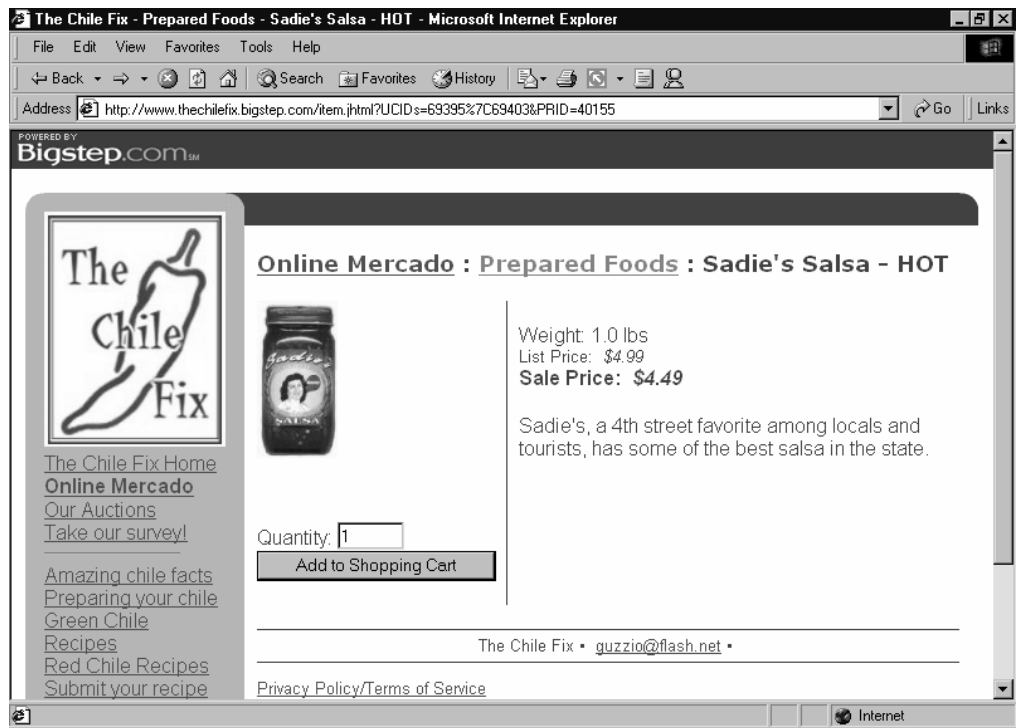 The Chile Fix - Prepared Foods - Sadie's Salsa - HOT - Microsoft Internet Explorer
File Edit View Favorites Tools Help
Back Search Favorites History
Address http://www.thechilefix.bigstep.com/item.jhtml?UCIDs=69395%7C69403&PRID=40155 Go Links
POWERED BY
Bigstep.com SM
The
Chile
Fix
Online Mercado : Prepared Foods : Sadie's Salsa - HOT
Sadie's
SALSA
Weight: 1.0 lbs
List Price: $4.99
Sale Price: $4.49
Sadie's, a 4th street favorite among locals and
tourists, has some of the best salsa in the state.
The Chile Fix Home
Online Mercado
Our Auctions
Take our survey!
Amazing chile facts
Preparing your chile
Green Chile
Recipes
Red Chile Recipes
Submit your recipe
Quantity: 1
Add to Shopping Cart
The Chile Fix ▪ guzzio@flash.net ▪
Privacy Policy/Terms of Service
Internet